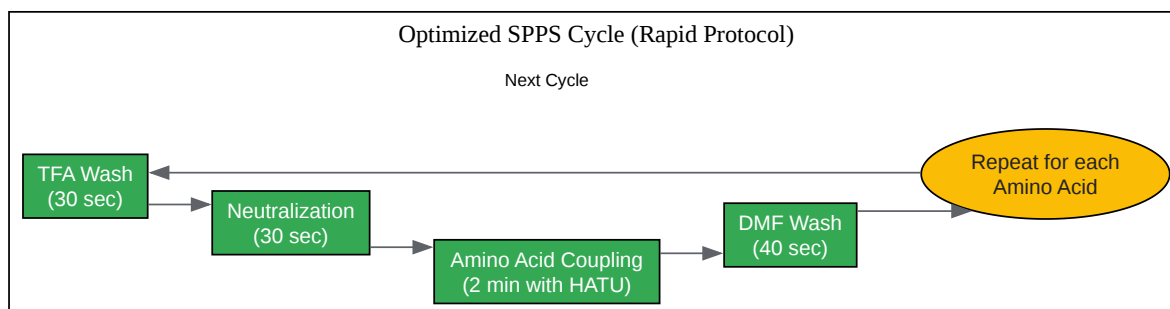 Optimized SPPS Cycle (Rapid Protocol)
Next Cycle
TFA Wash
(30 sec)
Neutralization
(30 sec)
Amino Acid Coupling
(2 min with HATU)
DMF Wash
(40 sec)
Repeat for each
Amino Acid